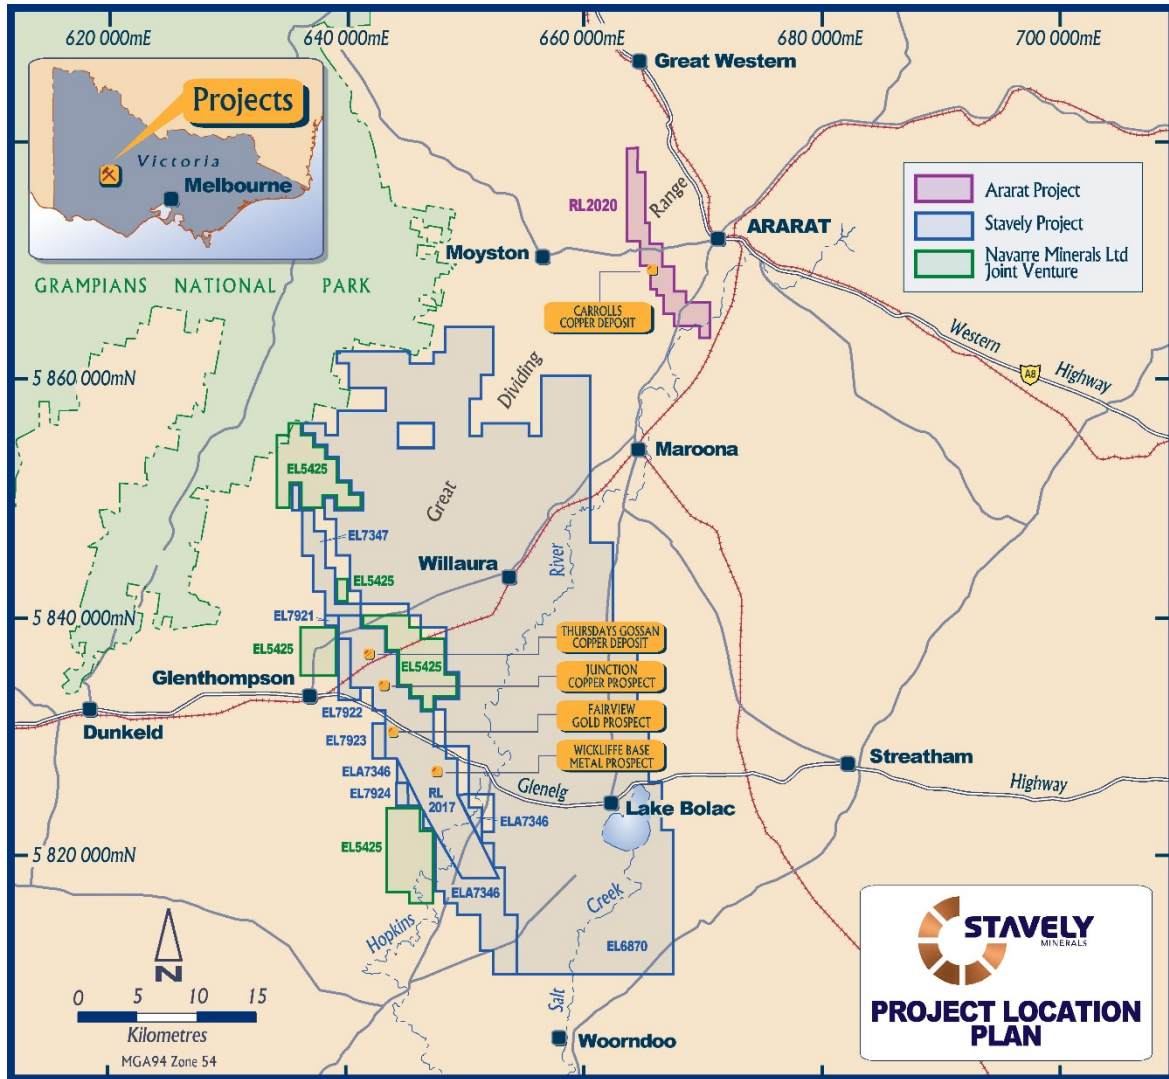 620 000mE
640 000mE
660 000mE
680 000mE
700 000mE
Great Western
Projects
Victoria
Melbourne
RL2020
Range
Ararat Project
Stavely Project
Navarre Minerals Ltd
Joint Venture
ARARAT
Moyston
GRAMPIANS NATIONAL PARK
CARROLLS
COPPER DEPOSIT
Western
Highway
A8
5 860 000mN
Dividing
Maroona
EL5425
Great
EL7347
River
Willaura
EL5425
EL7921
5 840 000mN
THURSDAYS GOSSAN
COPPER DEPOSIT
EL5425
EL5425
JUNCTION
COPPER PROSPECT
Glenthompson
EL7922
FAIRVIEW
GOLD PROSPECT
Dunkeld
EL7923
WICKLIFFE BASE
METAL PROSPECT
Streatham
ELA7346
EL7924
RL
2017
Glenelg
Highway
Lake Bolac
ELA7346
EL5425
5 820 000mN
ELA7346
Hopkins
Creek
EL6870
Salt
N
0 5 10 15
Kilometres
MGA94 Zone 54
Woorndoo
STAVELY
MINERALS
PROJECT LOCATION
PLAN